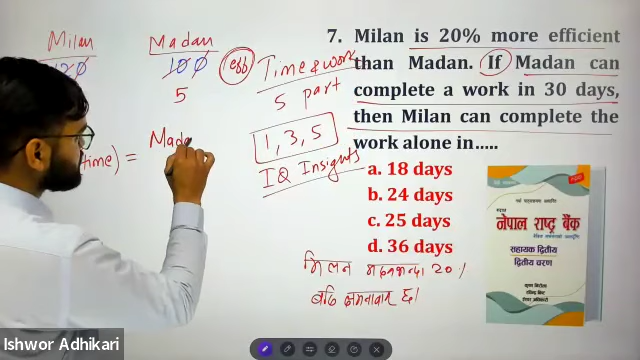 Milan Madan
120 100
5
(eff)
time) = Mada
Time & work
5 part
1, 3, 5
IQ Insights
7. Milan is 20% more efficient
than Madan. If Madan can
complete a work in 30 days,
then Milan can complete the
work alone in.....
a. 18 days
b. 24 days
c. 25 days
d. 36 days
मिलन मदनभन्दा 20%
बढि क्षमतावान् छ।
नेपाल राष्ट्र बैंक
सहायक द्वितीय
द्वितीय चरण
Ishwor Adhikari